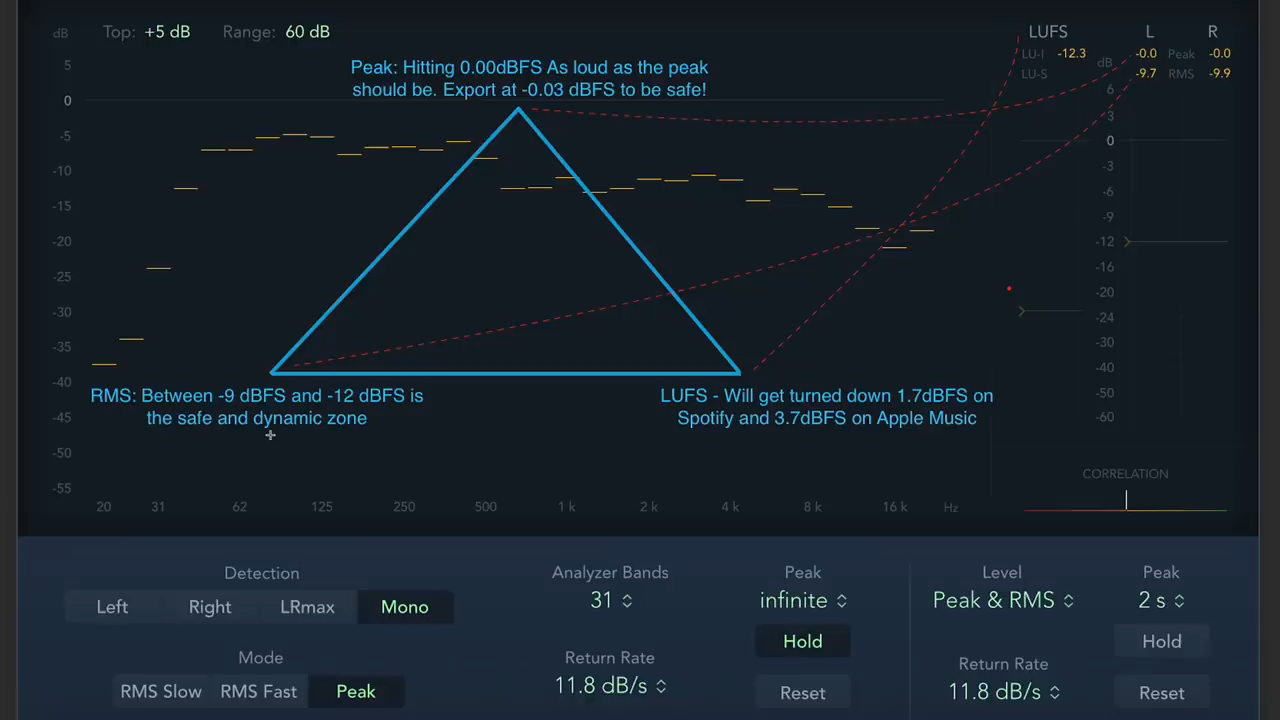 dB Top: +5 dB Range: 60 dB
LUFS L R
LU-I -12.3 -0.0 Peak -0.0
LU-S dB -9.7 RMS -9.9
Peak: Hitting 0.00dBFS As loud as the peak
should be. Export at -0.03 dBFS to be safe!
5
0
-5
-10
-15
-20
-25
-30
-35
-40
-45
-50
-55
6
3
0
-3
-6
-9
-12
-16
-20
-24
-30
-40
-50
-60
RMS: Between -9 dBFS and -12 dBFS is
the safe and dynamic zone
LUFS - Will get turned down 1.7dBFS on
Spotify and 3.7dBFS on Apple Music
CORRELATION
20 31 62 125 250 500 1 k 2 k 4 k 8 k 16 k Hz
Detection
Left Right LRmax Mono
Mode
RMS Slow RMS Fast Peak
Analyzer Bands
31
Return Rate
11.8 dB/s
Peak
infinite
Hold
Reset
Level
Peak & RMS
Return Rate
11.8 dB/s
Peak
2 s
Hold
Reset